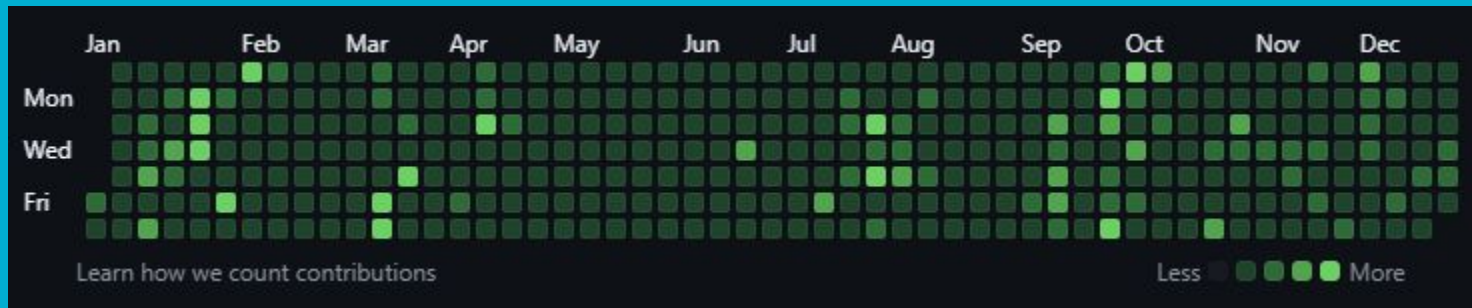 Jan Feb Mar Apr May Jun Jul Aug Sep Oct Nov Dec
Mon
Wed
Fri
Learn how we count contributions Less More